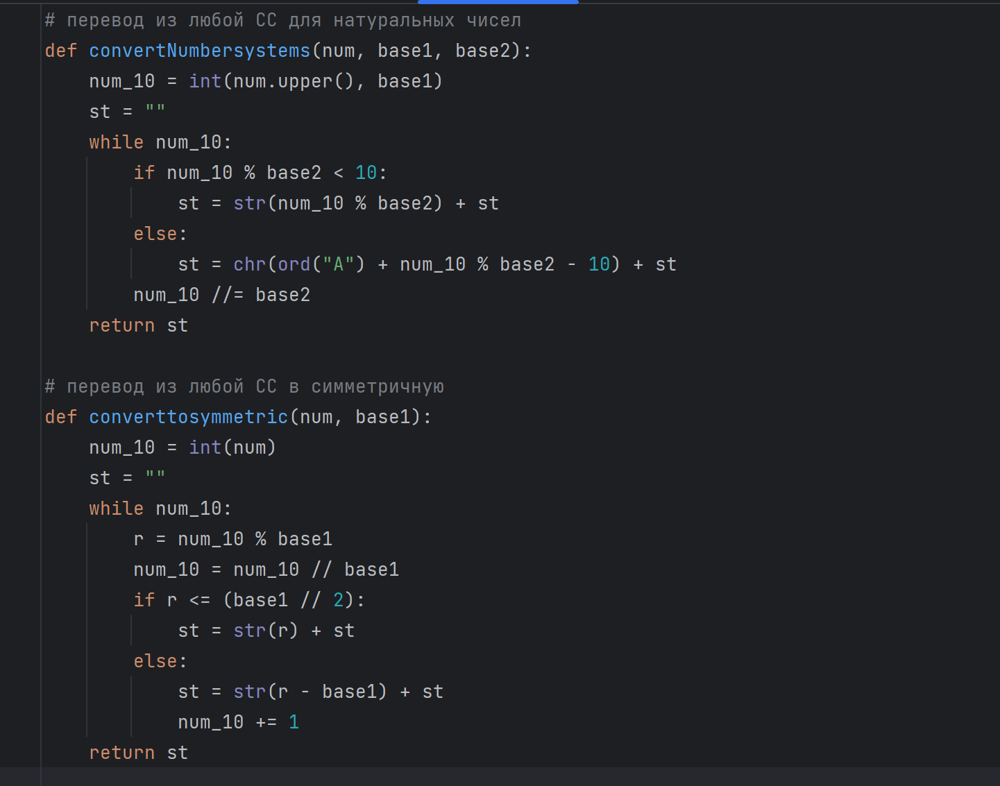 # перевод из любой СС для натуральных чисел
def convertNumbersystems(num, base1, base2):
    num_10 = int(num.upper(), base1)
    st = ""
    while num_10:
        if num_10 % base2 < 10:
            st = str(num_10 % base2) + st
        else:
            st = chr(ord("A") + num_10 % base2 - 10) + st
        num_10 //= base2
    return st

# перевод из любой СС в симметричную
def converttosymmetric(num, base1):
    num_10 = int(num)
    st = ""
    while num_10:
        r = num_10 % base1
        num_10 = num_10 // base1
        if r <= (base1 // 2):
            st = str(r) + st
        else:
            st = str(r - base1) + st
            num_10 += 1
    return st